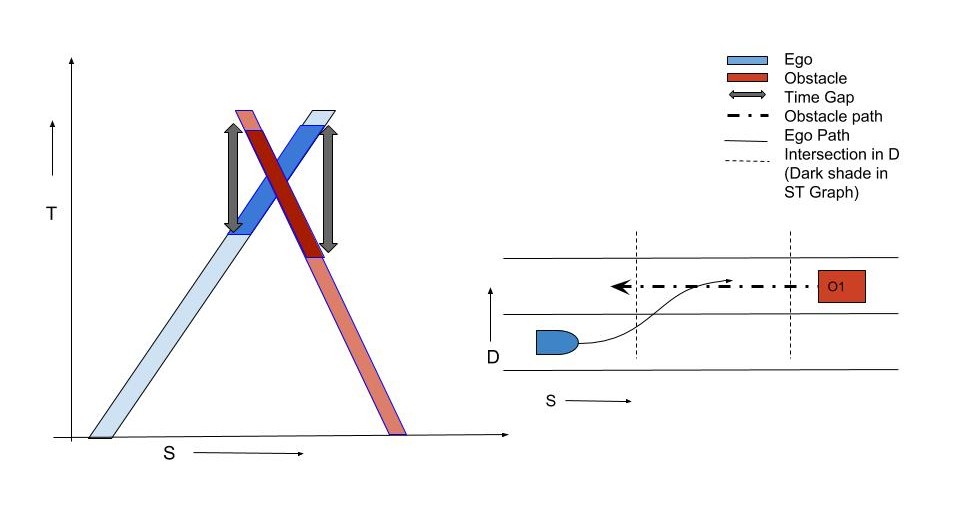 Ego
Obstacle
Time Gap
Obstacle path
Ego Path
Intersection in D
(Dark shade in
ST Graph)
T
S
O1
D
S